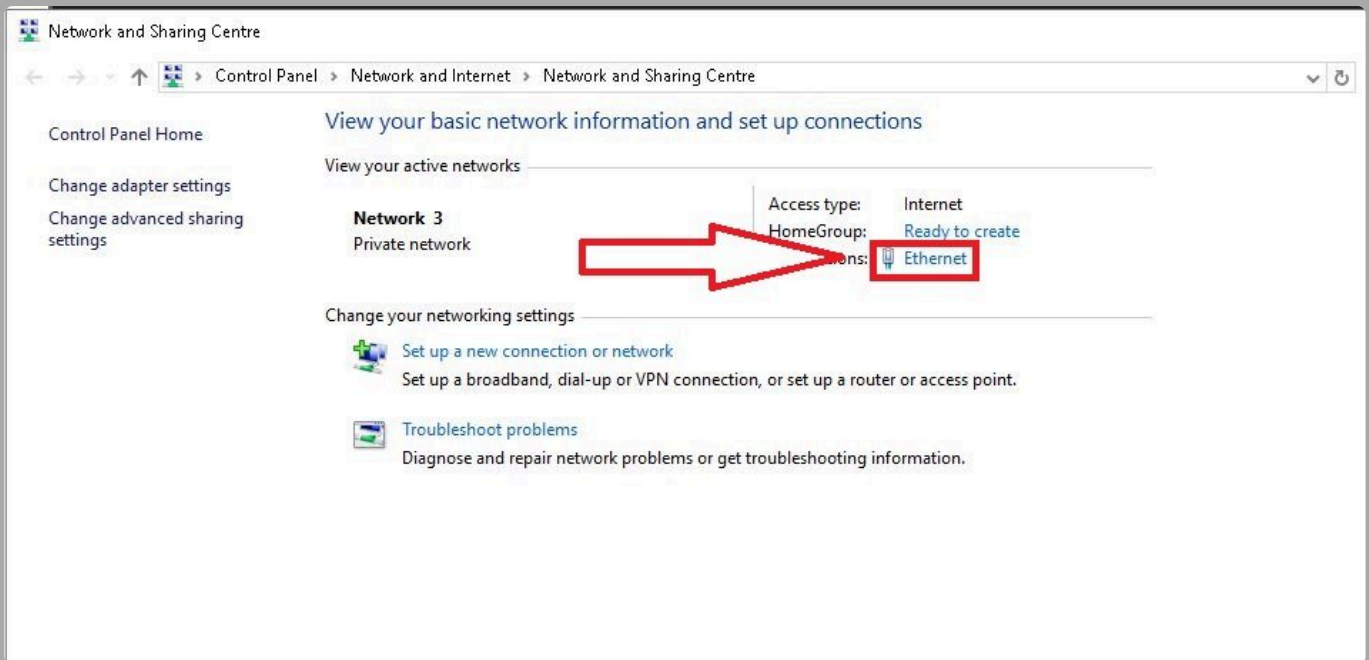 Network and Sharing Centre
Control Panel > Network and Internet > Network and Sharing Centre
Control Panel Home
Change adapter settings
Change advanced sharing
settings
View your basic network information and set up connections
View your active networks
Network 3
Private network
Access type: Internet
HomeGroup: Ready to create
Ethernet
Change your networking settings
Set up a new connection or network
Set up a broadband, dial-up or VPN connection, or set up a router or access point.
Troubleshoot problems
Diagnose and repair network problems or get troubleshooting information.